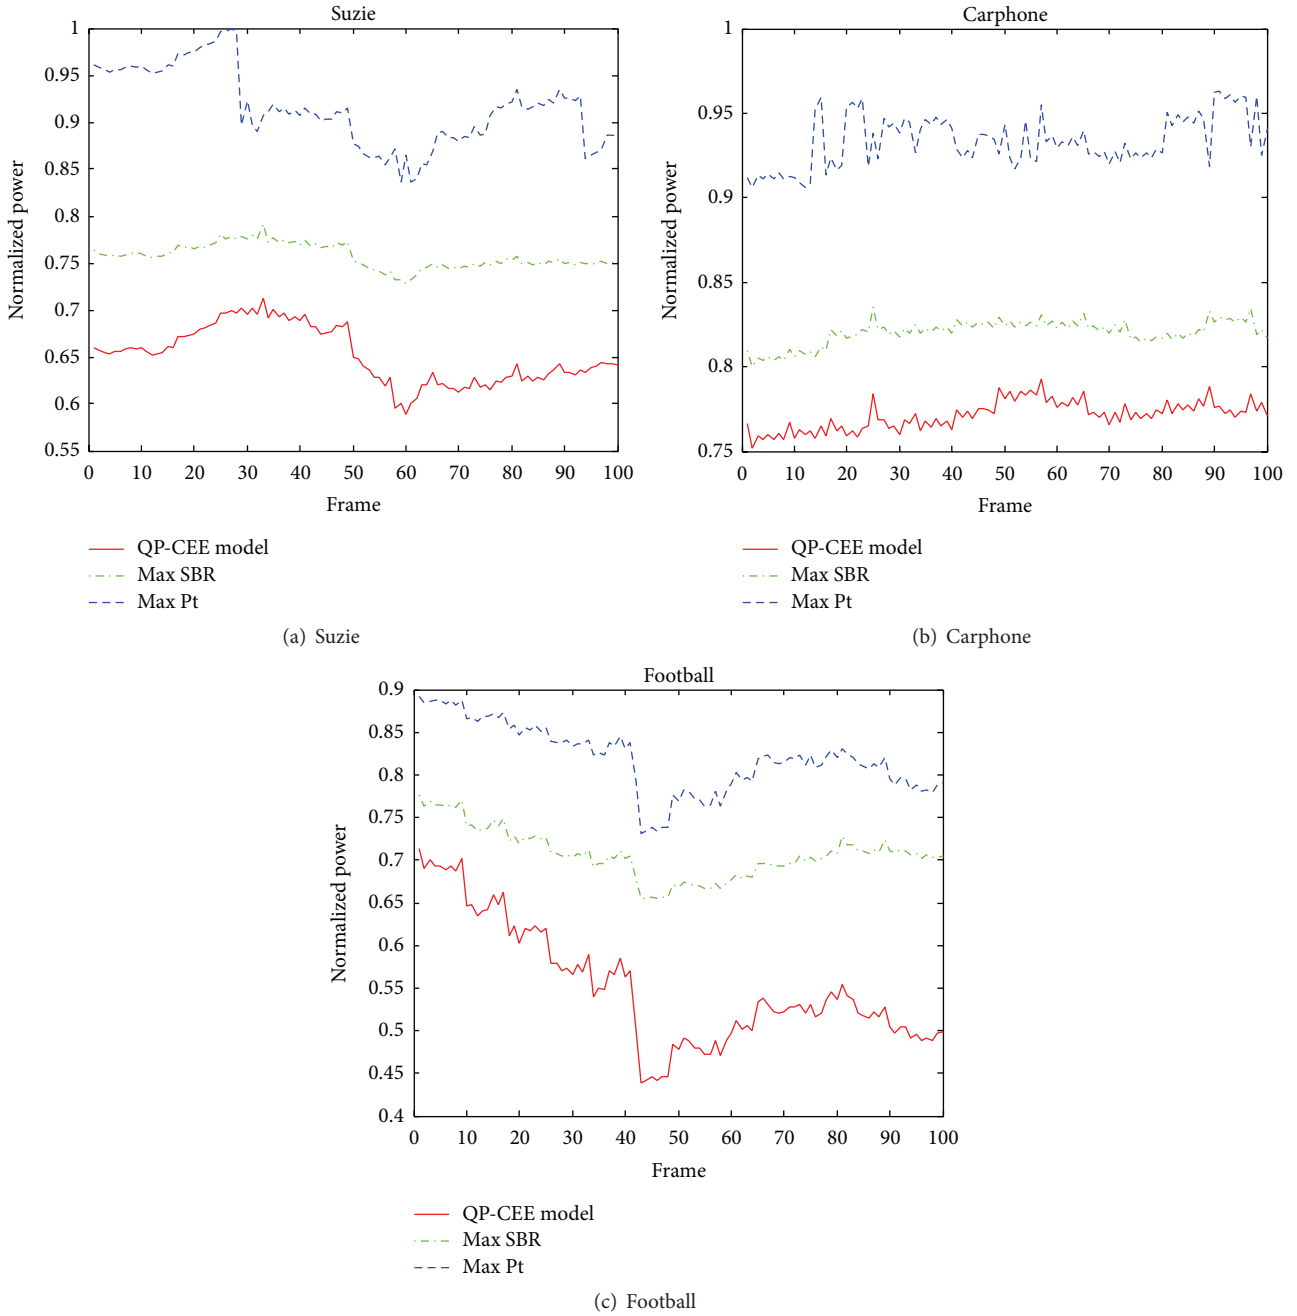 Suzie
1
0.95
0.9
0.85
0.8
0.75
0.7
0.65
0.6
0.55
0 10 20 30 40 50 60 70 80 90 100
Normalized power
Frame
QP-CEE model
Max SBR
Max Pt
(a) Suzie
Carphone
1
0.95
0.9
0.85
0.8
0.75
0 10 20 30 40 50 60 70 80 90 100
Normalized power
Frame
QP-CEE model
Max SBR
Max Pt
(b) Carphone
Football
0.9
0.85
0.8
0.75
0.7
0.65
0.6
0.55
0.5
0.45
0.4
0 10 20 30 40 50 60 70 80 90 100
Normalized power
Frame
QP-CEE model
Max SBR
Max Pt
(c) Football